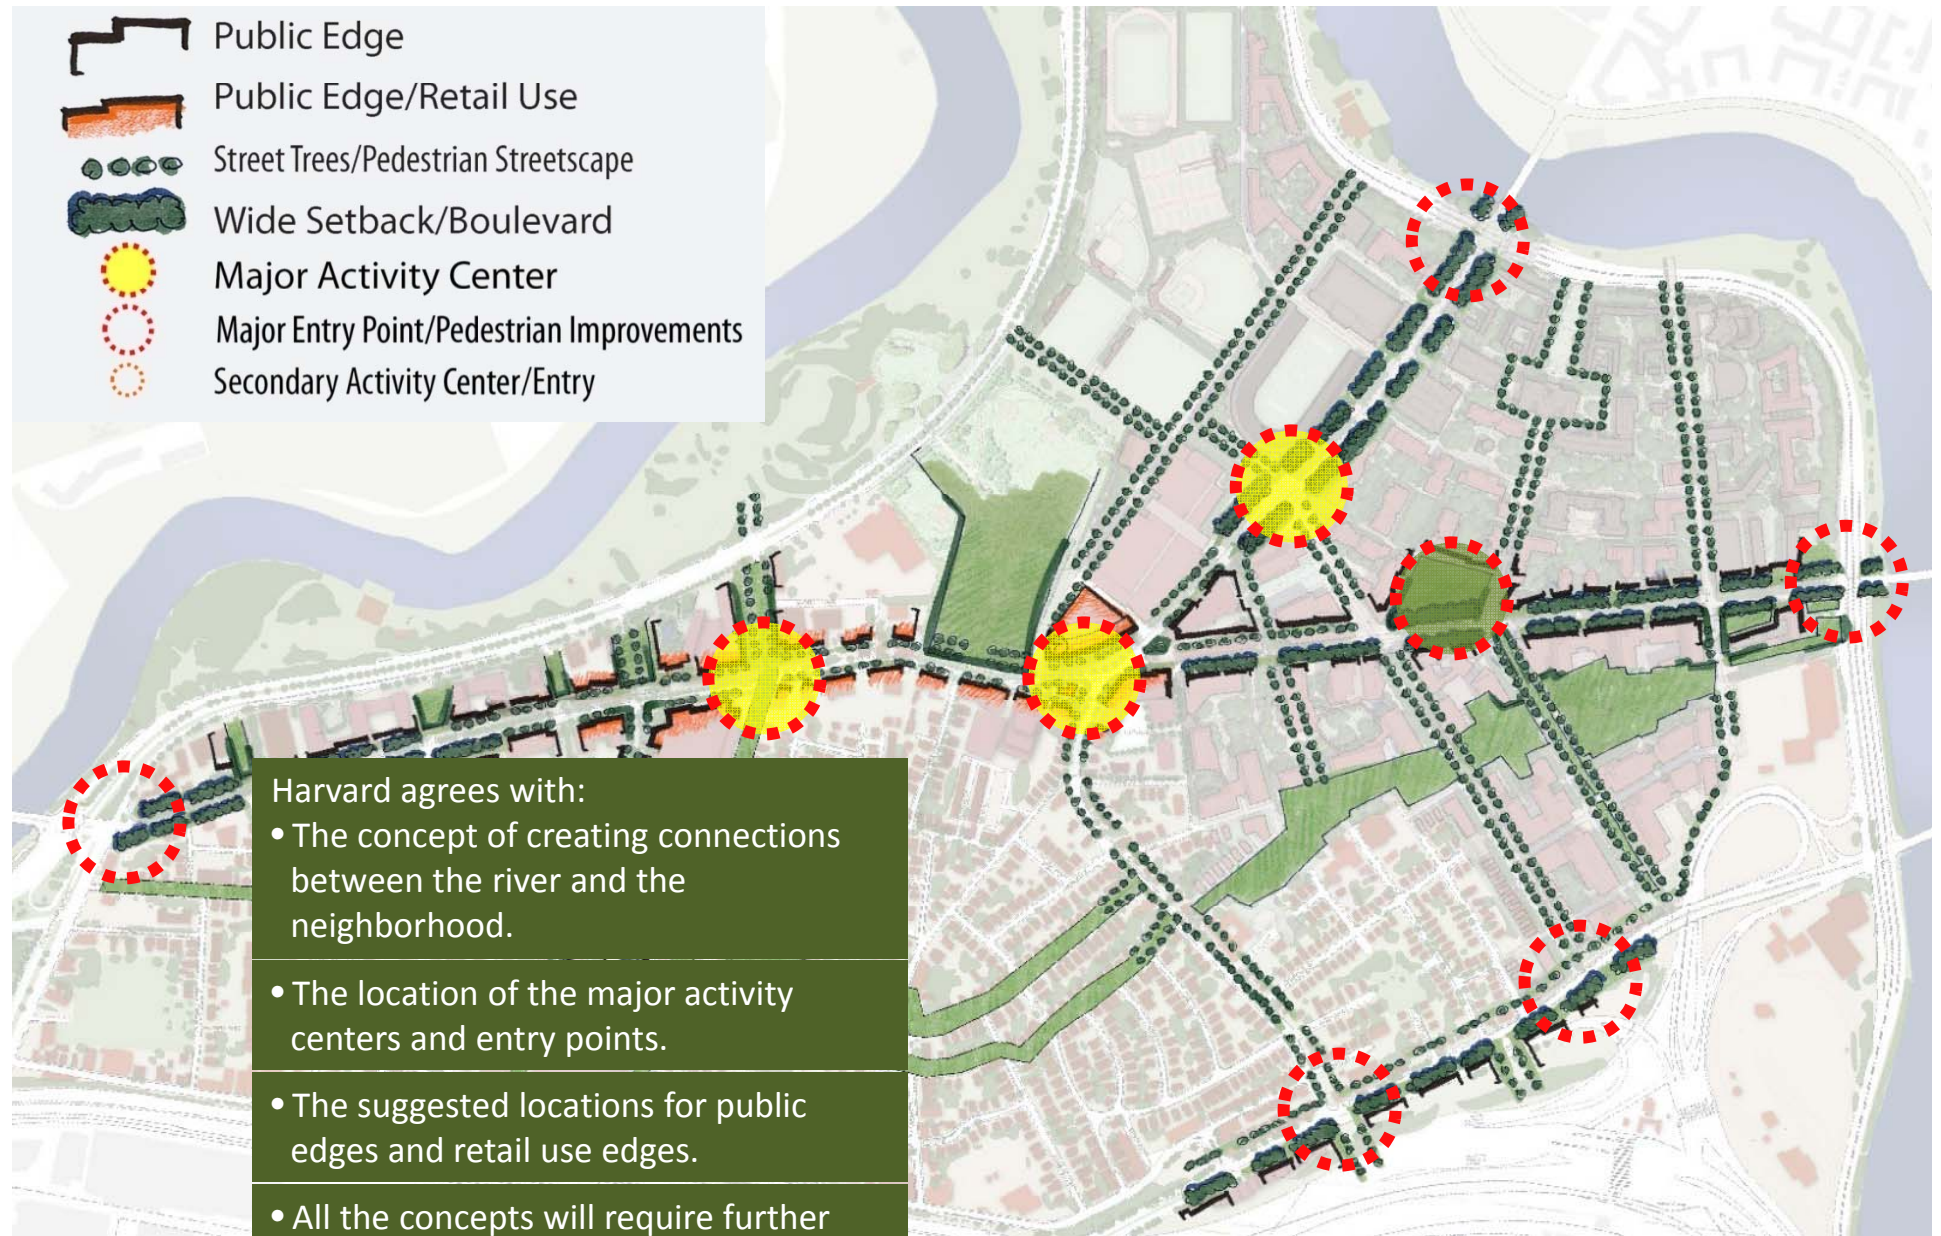 Public Edge
Public Edge/Retail Use
Street Trees/Pedestrian Streetscape
Wide Setback/Boulevard
Major Activity Center
Major Entry Point/Pedestrian Improvements
Secondary Activity Center/Entry
Harvard agrees with:
• The concept of creating connections
between the river and the
neighborhood.
• The location of the major activity
centers and entry points.
• The suggested locations for public
edges and retail use edges.
• All the concepts will require further